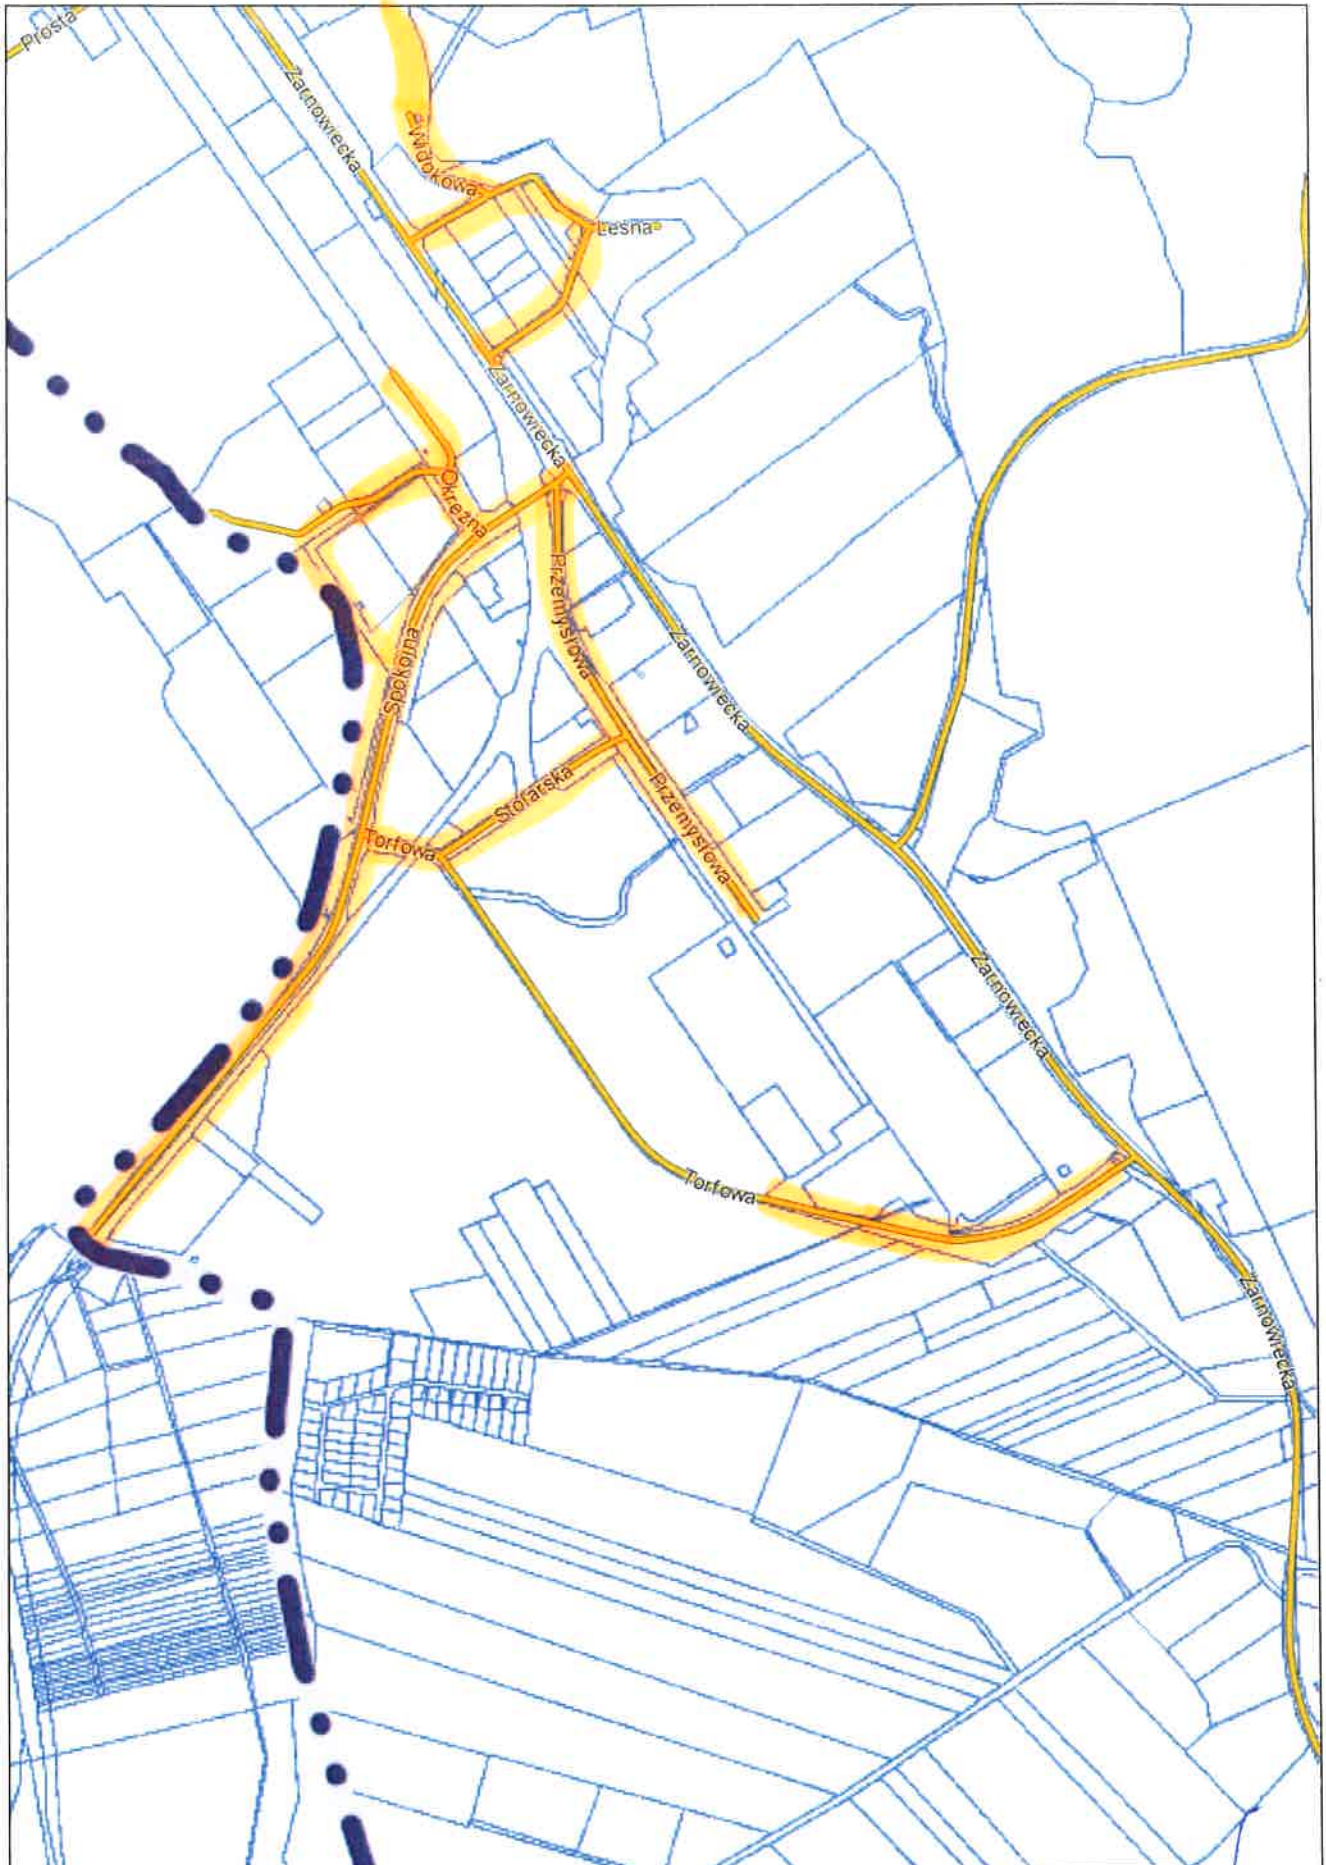 Prosta
Żarnowiecka
Widokowa
Leśna
Żarnowiecka
Okrężna
Przemysłowa
Spokojna
Żarnowiecka
Stolarska
Przemysłowa
Torfowa
Żarnowiecka
Torfowa
Żarnowiecka